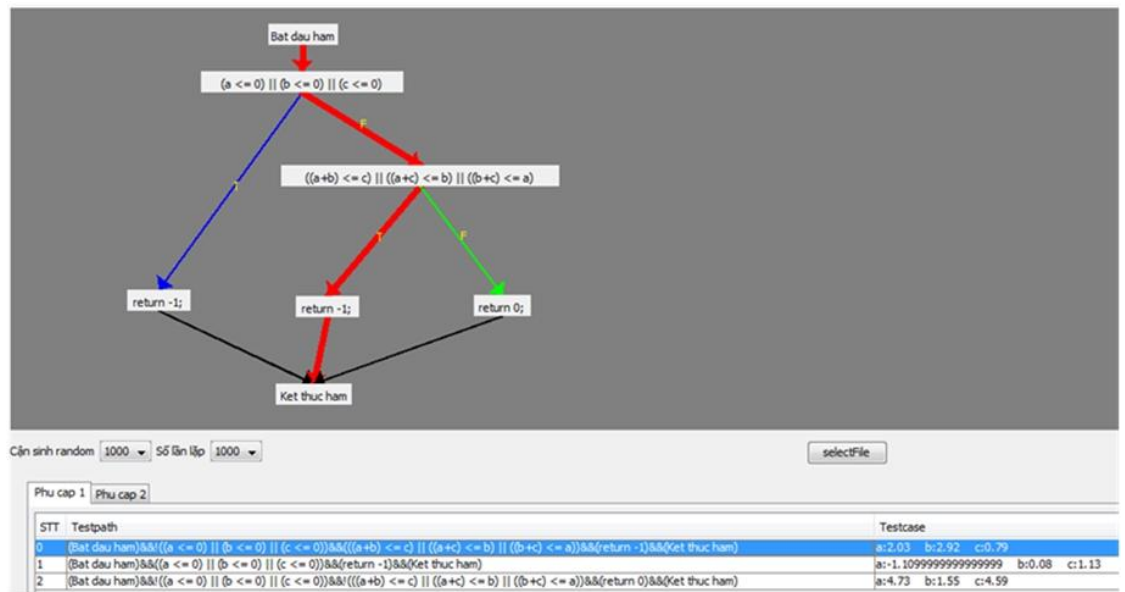 Bat dau ham
(a <= 0) || (b <= 0) || (c <= 0)
F
((a+b) <= c) || ((a+c) <= b) || ((b+c) <= a)
T
T
F
return -1;
return -1;
return 0;
Ket thuc ham
Cận sinh random 1000 Số lần lặp 1000 selectFile
Phu cap 1 Phu cap 2
STT Testpath Testcase
0 (Bat dau ham)&&!((a <= 0) || (b <= 0) || (c <= 0))&&(((a+b) <= c) || ((a+c) <= b) || ((b+c) <= a))&&(return -1)&&(Ket thuc ham) a:2.03 b:2.92 c:0.79
1 (Bat dau ham)&&((a <= 0) || (b <= 0) || (c <= 0))&&(return -1)&&(Ket thuc ham) a:-1.1099999999999999 b:0.08 c:1.13
2 (Bat dau ham)&&!((a <= 0) || (b <= 0) || (c <= 0))&&!(((a+b) <= c) || ((a+c) <= b) || ((b+c) <= a))&&(return 0)&&(Ket thuc ham) a:4.73 b:1.55 c:4.59